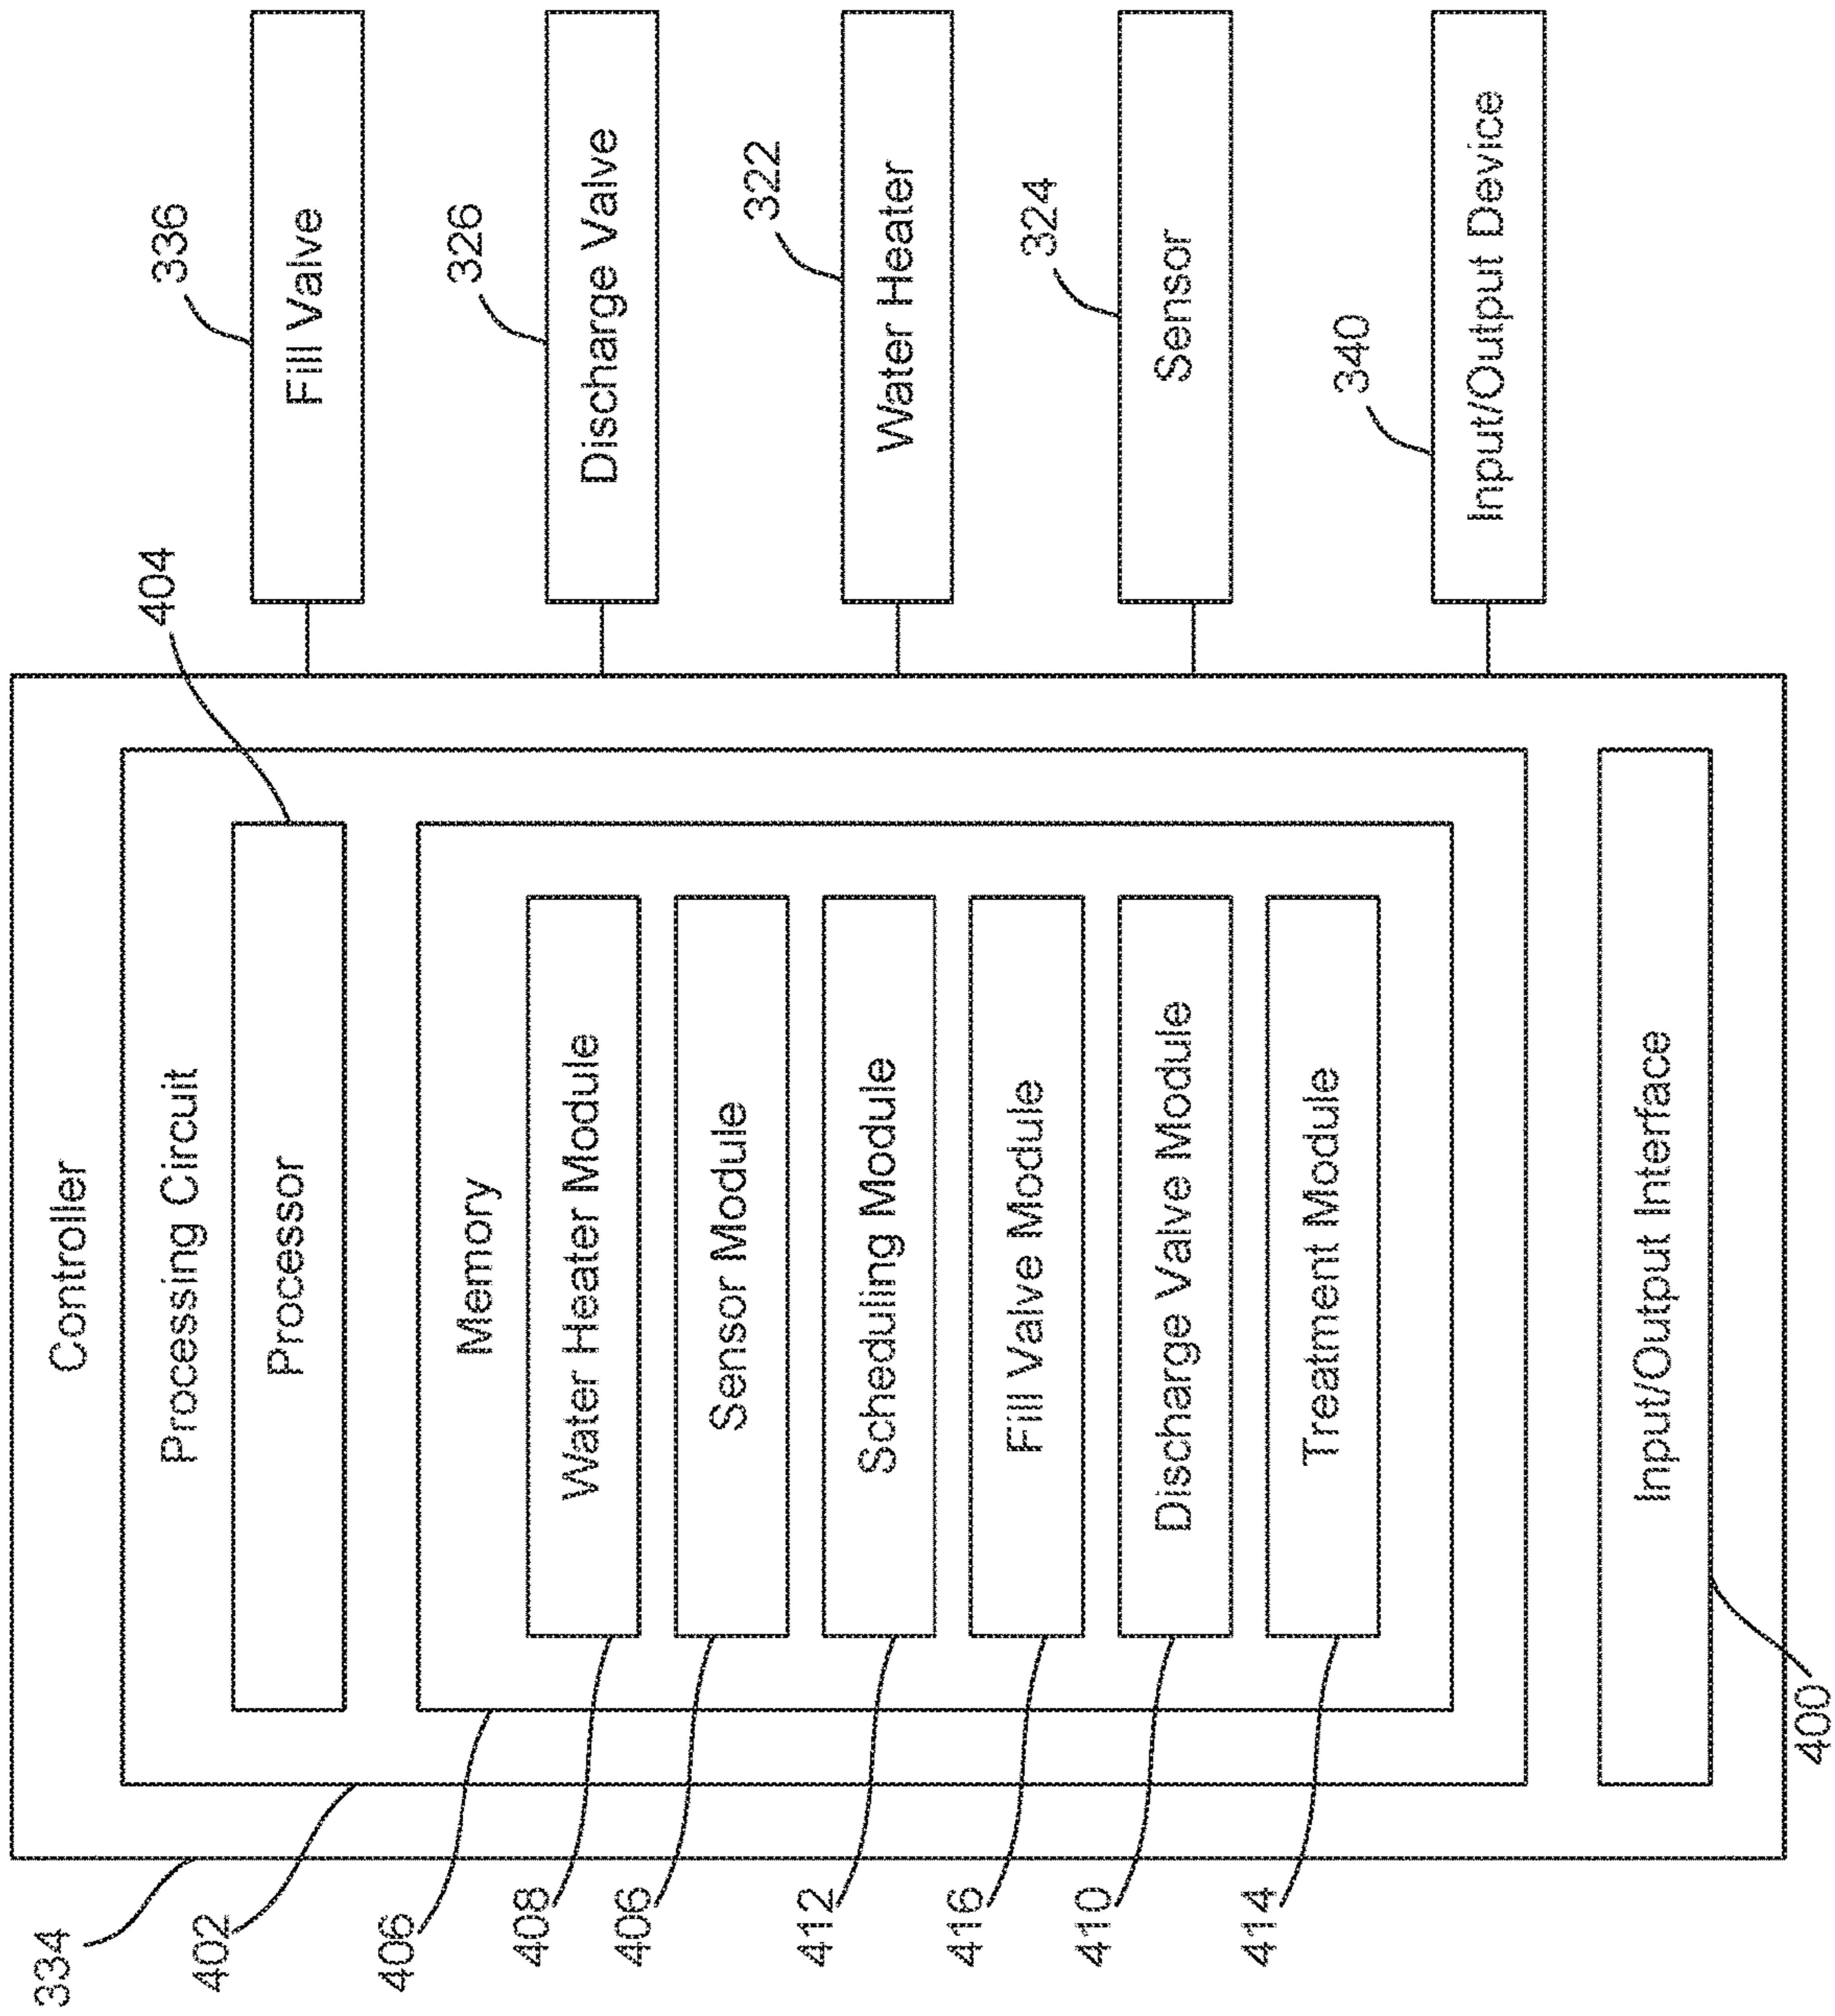 334
Controller
402
Processing Circuit
404
Processor
406
Memory
408
Water Heater Module
406
Sensor Module
412
Scheduling Module
416
Fill Valve Module
410
Discharge Valve Module
414
Treatment Module
Input/Output Interface
400
336
Fill Valve
326
Discharge Valve
322
Water Heater
324
Sensor
340
Input/Output Device